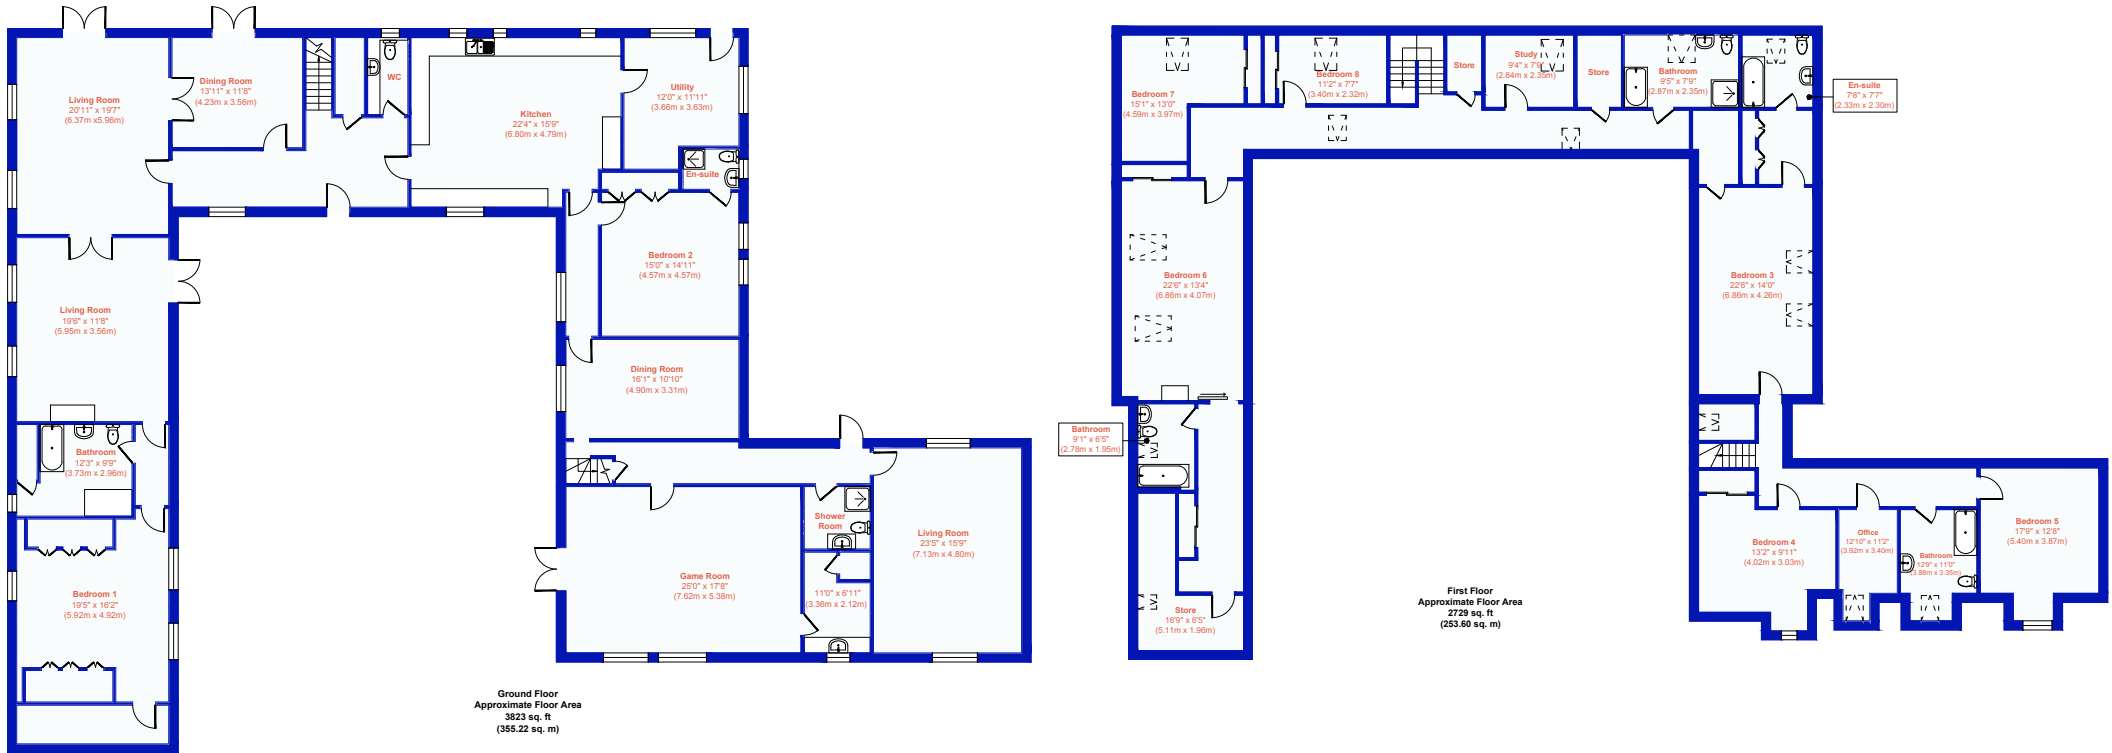 Living Room
20'11" x 19'7"
(6.37m x5.96m)
Dining Room
13'11" x 11'8"
(4.23m x 3.56m)
WC
Kitchen
22'4" x 15'9"
(6.80m x 4.79m)
Utility
12'0" x 11'11"
(3.66m x 3.63m)
En-suite
Bedroom 2
15'0" x 14'11"
(4.57m x 4.57m)
Living Room
19'6" x 11'8"
(5.95m x 3.56m)
Dining Room
16'1" x 10'10"
(4.90m x 3.31m)
Bathroom
12'3" x 9'9"
(3.73m x 2.96m)
Bedroom 1
19'5" x 16'2"
(5.92m x 4.92m)
Game Room
25'0" x 17'8"
(7.62m x 5.38m)
Shower
Room
11'0" x 6'11"
(3.36m x 2.12m)
Living Room
23'5" x 15'9"
(7.13m x 4.80m)
Ground Floor
Approximate Floor Area
3823 sq. ft
(355.22 sq. m)
Bedroom 7
15'1" x 13'0"
(4.59m x 3.97m)
Bedroom 8
11'2" x 7'7"
(3.40m x 2.32m)
Store
Study
9'4" x 7'9"
(2.84m x 2.35m)
Store
Bathroom
9'5" x 7'9"
(2.87m x 2.35m)
En-suite
7'8" x 7'7"
(2.33m x 2.30m)
Bedroom 6
22'6" x 13'4"
(6.86m x 4.07m)
Bedroom 3
22'6" x 14'0"
(6.86m x 4.26m)
Bathroom
9'1" x 6'5"
(2.78m x 1.95m)
Store
16'9" x 6'5"
(5.11m x 1.96m)
Bedroom 4
13'2" x 9'11"
(4.02m x 3.03m)
Office
12'10" x 11'2"
(3.92m x 3.40m)
Bathroom
12'9" x 11'0"
(3.88m x 3.35m)
Bedroom 5
17'9" x 12'8"
(5.40m x 3.87m)
First Floor
Approximate Floor Area
2729 sq. ft
(253.60 sq. m)